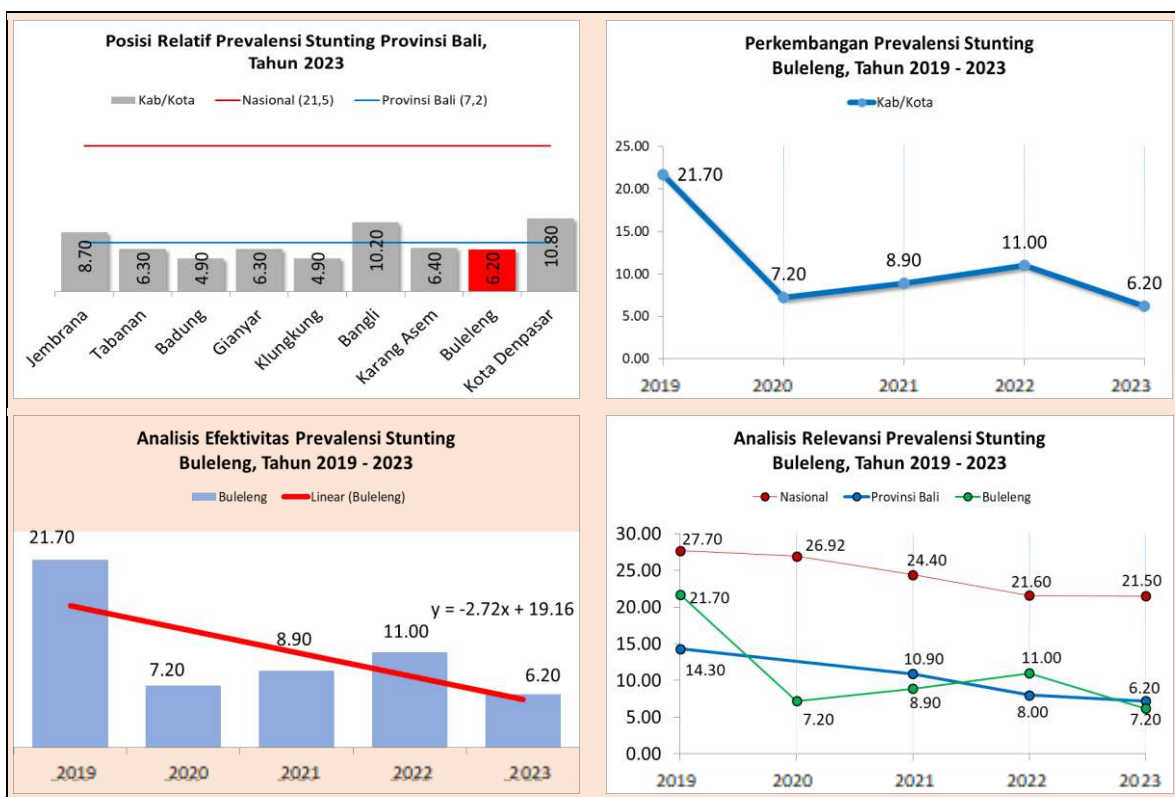 Posisi Relatif Prevalensi Stunting Provinsi Bali,
Tahun 2023
Kab/Kota
Nasional (21,5)
Provinsi Bali (7,2)
8.70
6.30
4.90
6.30
4.90
10.20
6.40
6.20
10.80
Jembrana
Tabanan
Badung
Gianyar
Klungkung
Bangli
Karang Asem
Buleleng
Kota Denpasar
Perkembangan Prevalensi Stunting
Buleleng, Tahun 2019 - 2023
Kab/Kota
25.00
20.00
15.00
10.00
5.00
0.00
21.70
7.20
8.90
11.00
6.20
2019
2020
2021
2022
2023
Analisis Efektivitas Prevalensi Stunting
Buleleng, Tahun 2019 - 2023
Buleleng
Linear (Buleleng)
21.70
7.20
8.90
11.00
6.20
y = -2.72x + 19.16
2019
2020
2021
2022
2023
Analisis Relevansi Prevalensi Stunting
Buleleng, Tahun 2019 - 2023
Nasional
Provinsi Bali
Buleleng
30.00
25.00
20.00
15.00
10.00
5.00
0.00
27.70
26.92
24.40
21.60
21.50
21.70
14.30
7.20
10.90
8.90
11.00
8.00
6.20
7.20
2019
2020
2021
2022
2023